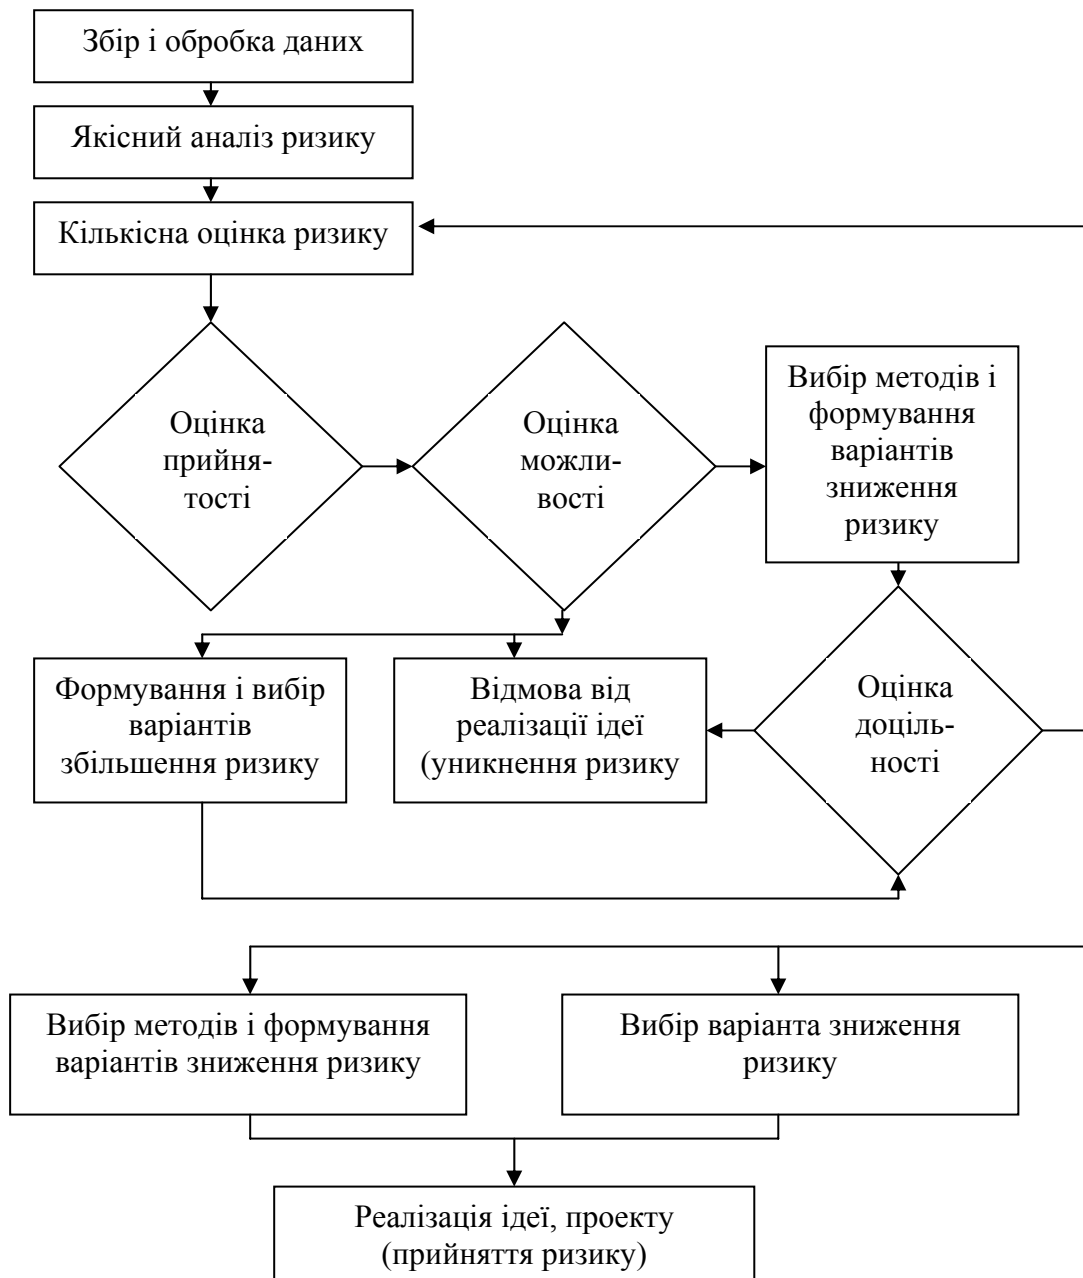 Збір і обробка даних
Якісний аналіз ризику
Кількісна оцінка ризику
Оцінка
прийня-
тості
Оцінка
можли-
вості
Вибір методів і
формування
варіантів
зниження
ризику
Формування і вибір
варіантів
збільшення ризику
Відмова від
реалізації ідеї
(уникнення ризику
Оцінка
доціль-
ності
Вибір методів і формування
варіантів зниження ризику
Вибір варіанта зниження
ризику
Реалізація ідеї, проекту
(прийняття ризику)